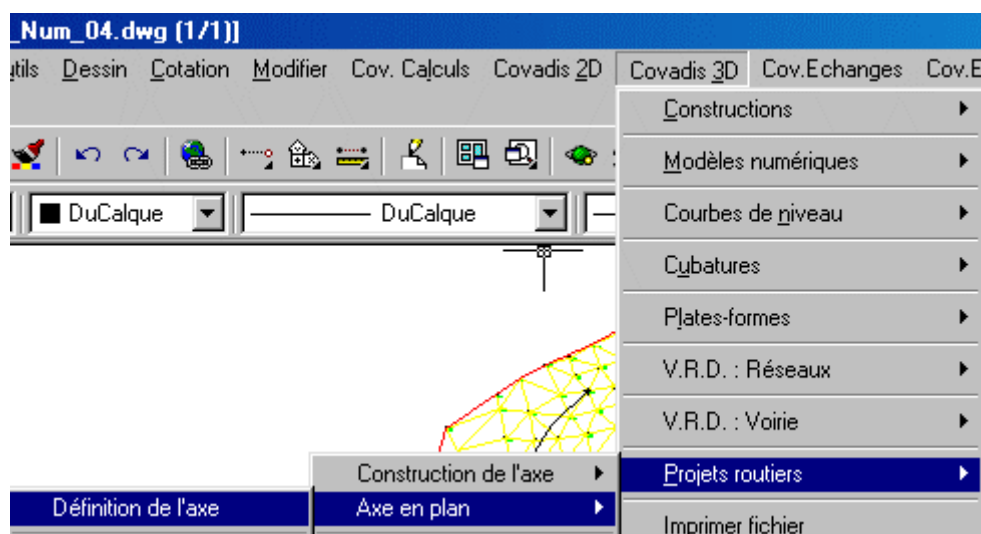 _Num_04.dwg (1/1)]
utils Dessin Cotation Modifier Cov. Calculs Covadis 2D Covadis 3D Cov.Echanges Cov.E
Constructions
Modèles numériques
DuCalque DuCalque Courbes de niveau
Cubatures
Plates-formes
V.R.D. : Réseaux
V.R.D. : Voirie
Construction de l'axe Projets routiers
Définition de l'axe Axe en plan
Imprimer fichier